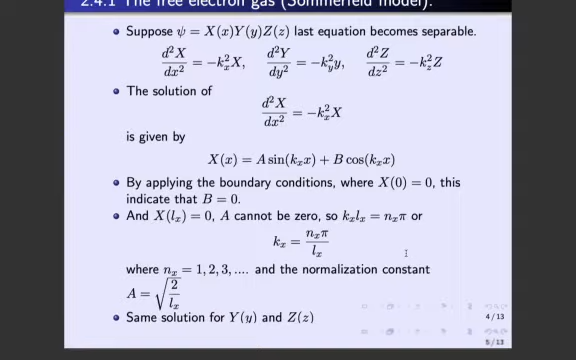 2.4.1 The free electron gas (Sommerfeld model):
Suppose ψ = X(x)Y(y)Z(z) last equation becomes separable.
d²X/dx² = −k_x²X, d²Y/dy² = −k_y²y, d²Z/dz² = −k_z²Z
The solution of
d²X/dx² = −k_x²X
is given by
X(x) = A sin(k_x x) + B cos(k_x x)
By applying the boundary conditions, where X(0) = 0, this
indicate that B = 0.
And X(l_x) = 0, A cannot be zero, so k_x l_x = n_x π or
k_x = n_x π / l_x
where n_x = 1, 2, 3, .... and the normalization constant
A = √(2/l_x)
Same solution for Y(y) and Z(z)
4/13
5/13